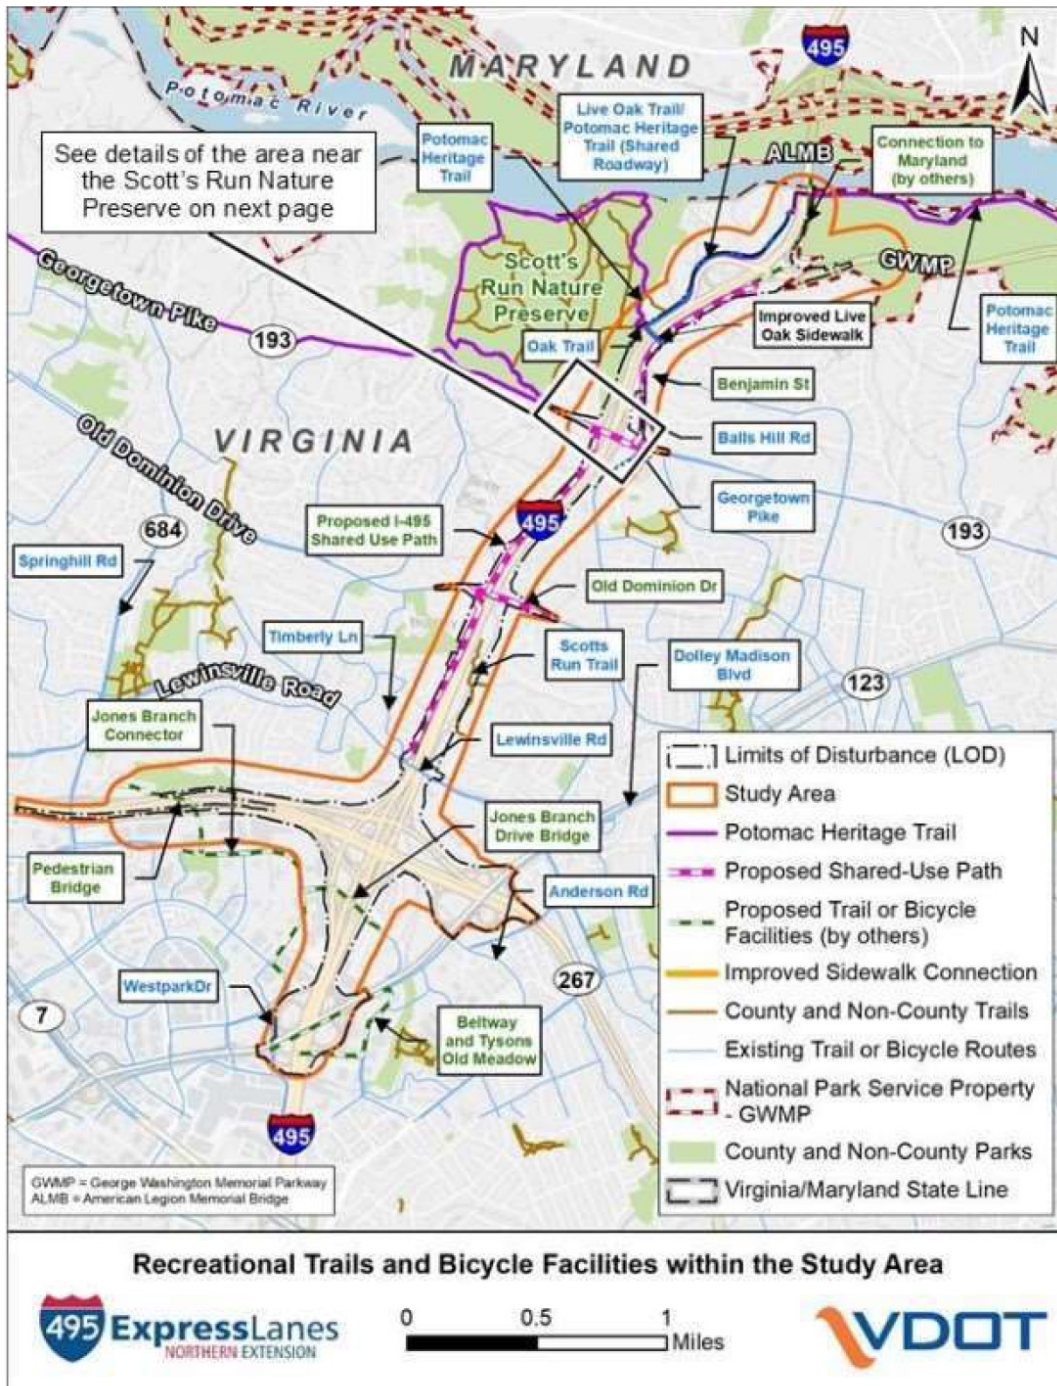 495
N
MARYLAND
Potomac River
See details of the area near
the Scott's Run Nature
Preserve on next page
Potomac
Heritage
Trail
Live Oak Trail/
Potomac Heritage
Trail (Shared
Roadway)
ALMB
Connection to
Maryland
(by others)
GWMP
Georgetown Pike
193
Scott's
Run Nature
Preserve
Oak Trail
Improved Live
Oak Sidewalk
Potomac
Heritage
Trail
Benjamin St
Balls Hill Rd
Georgetown
Pike
193
VIRGINIA
Old Dominion Drive
684
Springhill Rd
Proposed I-495
Shared Use Path
495
Old Dominion Dr
Timberly Ln
Scotts
Run Trail
Dolley Madison
Blvd
123
Lewinsville Road
Jones Branch
Connector
Lewinsville Rd
Jones Branch
Drive Bridge
Pedestrian
Bridge
Anderson Rd
267
WestparkDr
7
Beltway
and Tysons
Old Meadow
495
Limits of Disturbance (LOD)
Study Area
Potomac Heritage Trail
Proposed Shared-Use Path
Proposed Trail or Bicycle
Facilities (by others)
Improved Sidewalk Connection
County and Non-County Trails
Existing Trail or Bicycle Routes
National Park Service Property
- GWMP
County and Non-County Parks
Virginia/Maryland State Line
GWMP = George Washington Memorial Parkway
ALMB = American Legion Memorial Bridge
Recreational Trails and Bicycle Facilities within the Study Area
495 ExpressLanes
NORTHERN EXTENSION
0 0.5 1
Miles
VDOT